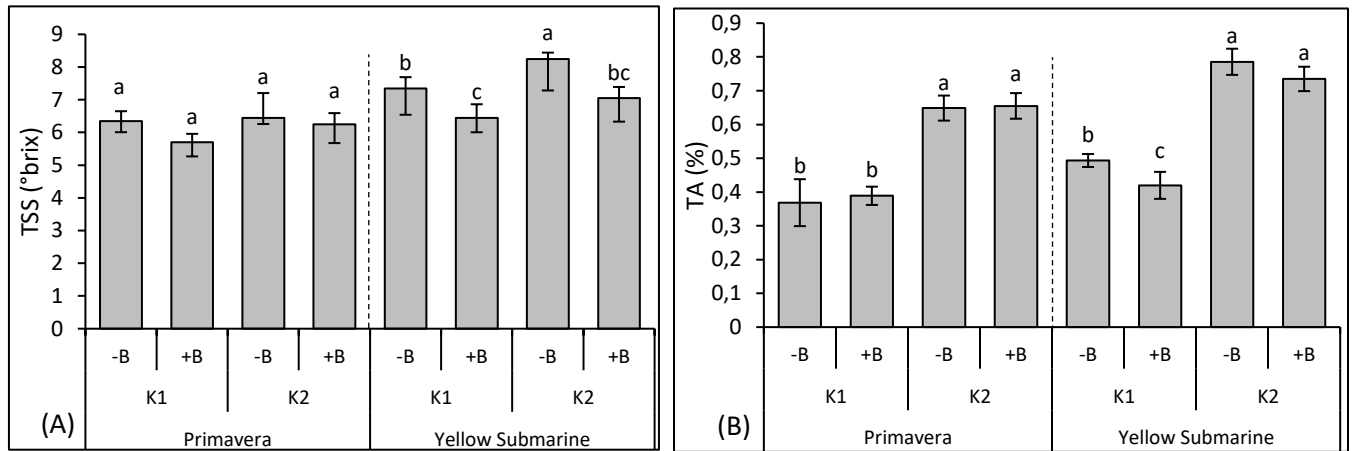 TSS (°brix)
9
8
7
6
5
4
3
2
1
0
a
a
a
a
b
c
a
bc
-B
+B
-B
+B
-B
+B
-B
+B
K1
K2
K1
K2
Primavera
Yellow Submarine
(A)
TA (%)
0,9
0,8
0,7
0,6
0,5
0,4
0,3
0,2
0,1
0
b
b
a
a
b
c
a
a
-B
+B
-B
+B
-B
+B
-B
+B
K1
K2
K1
K2
Primavera
Yellow Submarine
(B)